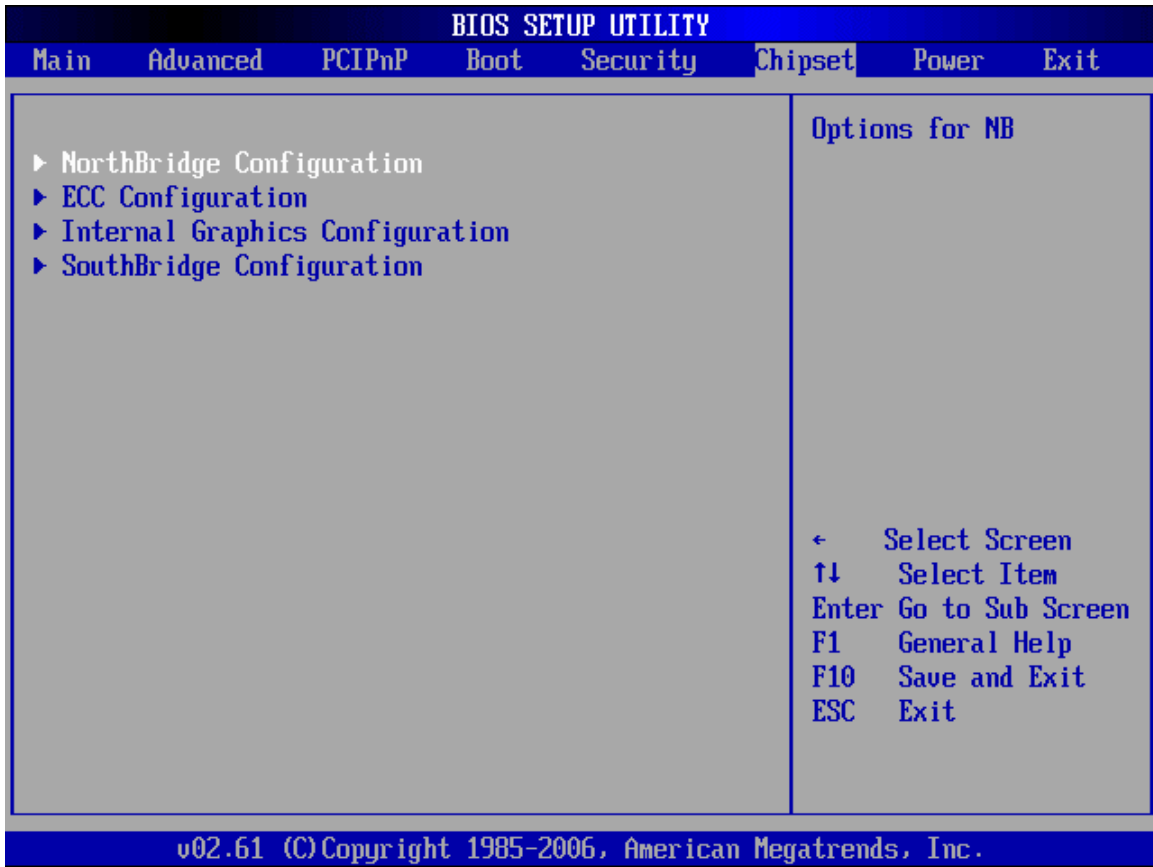 BIOS SETUP UTILITY
Main Advanced PCIPnP Boot Security Chipset Power Exit
Options for NB
▶ NorthBridge Configuration
▶ ECC Configuration
▶ Internal Graphics Configuration
▶ SouthBridge Configuration
← Select Screen
↑↓ Select Item
Enter Go to Sub Screen
F1 General Help
F10 Save and Exit
ESC Exit
v02.61 (C)Copyright 1985-2006, American Megatrends, Inc.